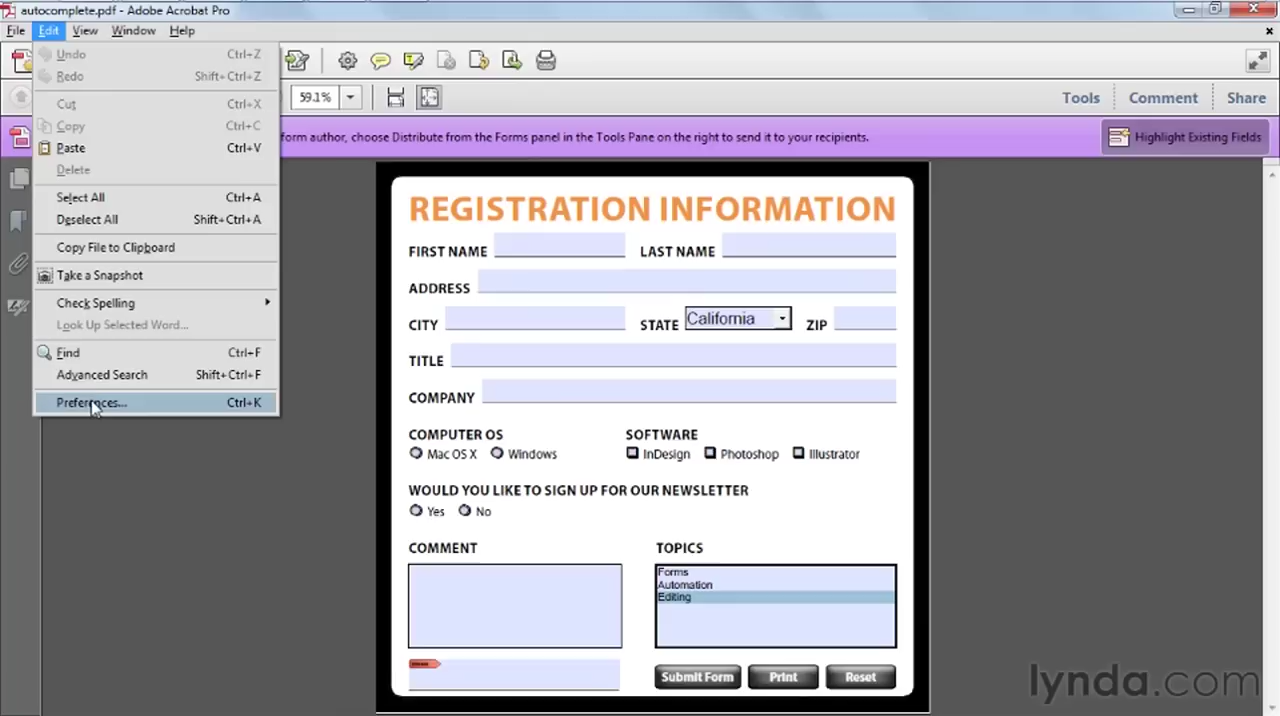 autocomplete.pdf - Adobe Acrobat Pro
File Edit View Window Help
Undo Ctrl+Z
Redo Shift+Ctrl+Z
Cut Ctrl+X
Copy Ctrl+C
Paste Ctrl+V
Delete
Select All Ctrl+A
Deselect All Shift+Ctrl+A
Copy File to Clipboard
Take a Snapshot
Check Spelling
Look Up Selected Word...
Find Ctrl+F
Advanced Search Shift+Ctrl+F
Preferences... Ctrl+K
59.1%
Tools Comment Share
form author, choose Distribute from the Forms panel in the Tools Pane on the right to send it to your recipients.
Highlight Existing Fields
REGISTRATION INFORMATION
FIRST NAME LAST NAME
ADDRESS
CITY STATE California ZIP
TITLE
COMPANY
COMPUTER OS SOFTWARE
Mac OS X Windows InDesign Photoshop Illustrator
WOULD YOU LIKE TO SIGN UP FOR OUR NEWSLETTER
Yes No
COMMENT TOPICS
Forms
Automation
Editing
Submit Form Print Reset
lynda.com